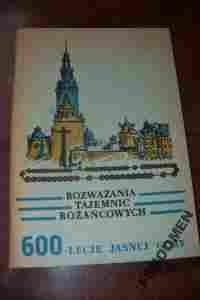 ROZWAŻANIA
TAJEMNIC
RÓŻAŃCOWYCH
600-LECIE JASNEJ